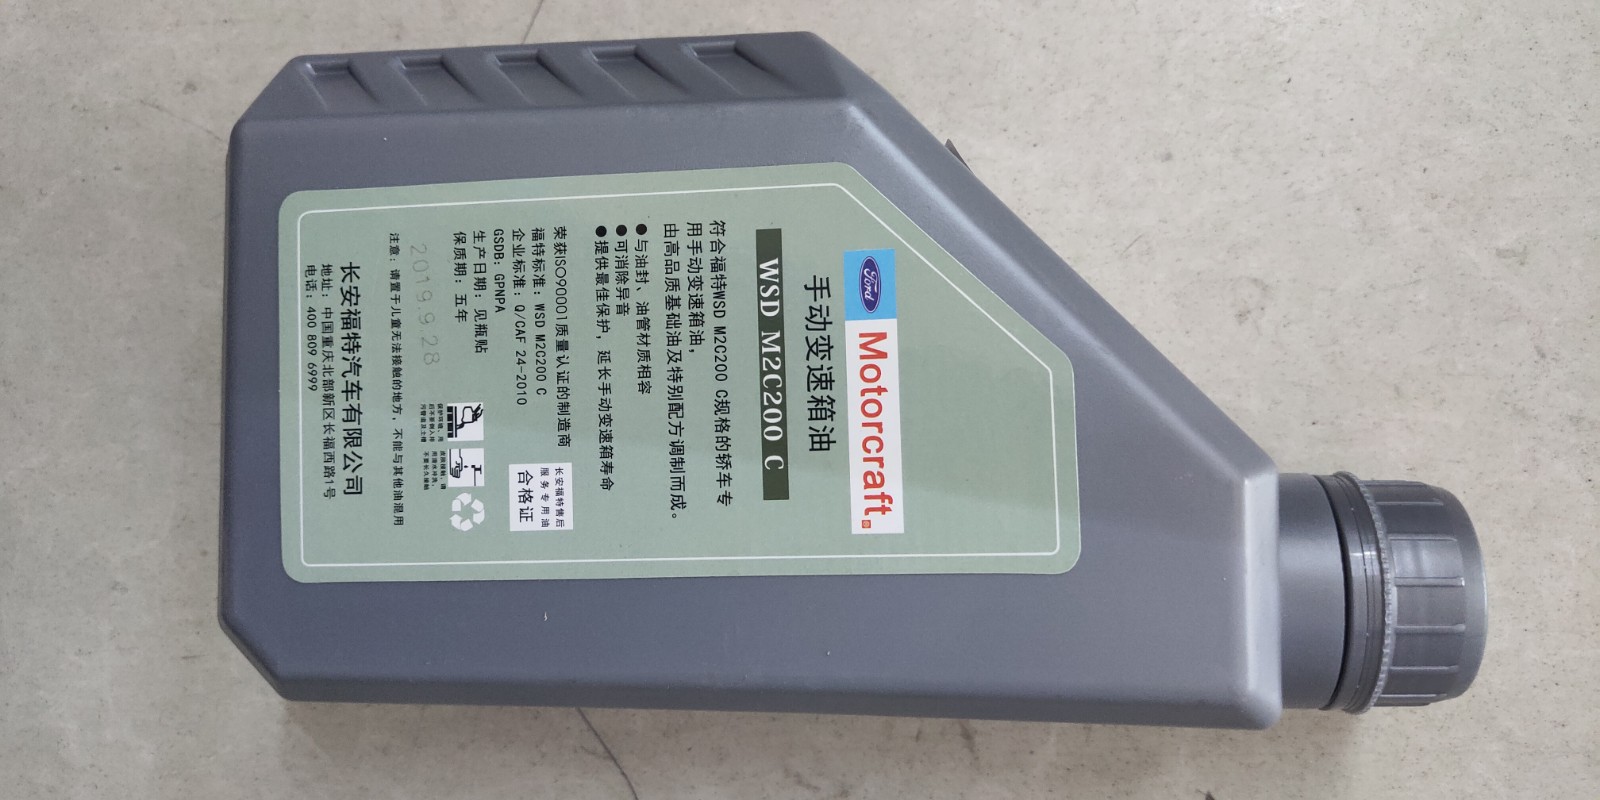 Ford
Motorcraft®
手动变速箱油
WSD M2C200 C
符合福特WSD M2C200 C规格的轿车专
用手动变速箱油，
由高品质基础油及特别配方调制而成。
●与油封、油管材质相容
●可消除异音
●提供最佳保护，延长手动变速箱寿命
荣获ISO9001质量认证的制造商
福特标准：WSD M2C200 C
企业标准：Q/CAF 24-2010
GSDB: GPNPA
生产日期：见瓶贴
保质期：五年
长安福特售后
服务专用油
合格证
2019.9.28
注意：请置于儿童无法接触的地方，不能与其他油混用
长安福特汽车有限公司
地址：中国重庆北部新区长福西路1号
电话：400 809 6999